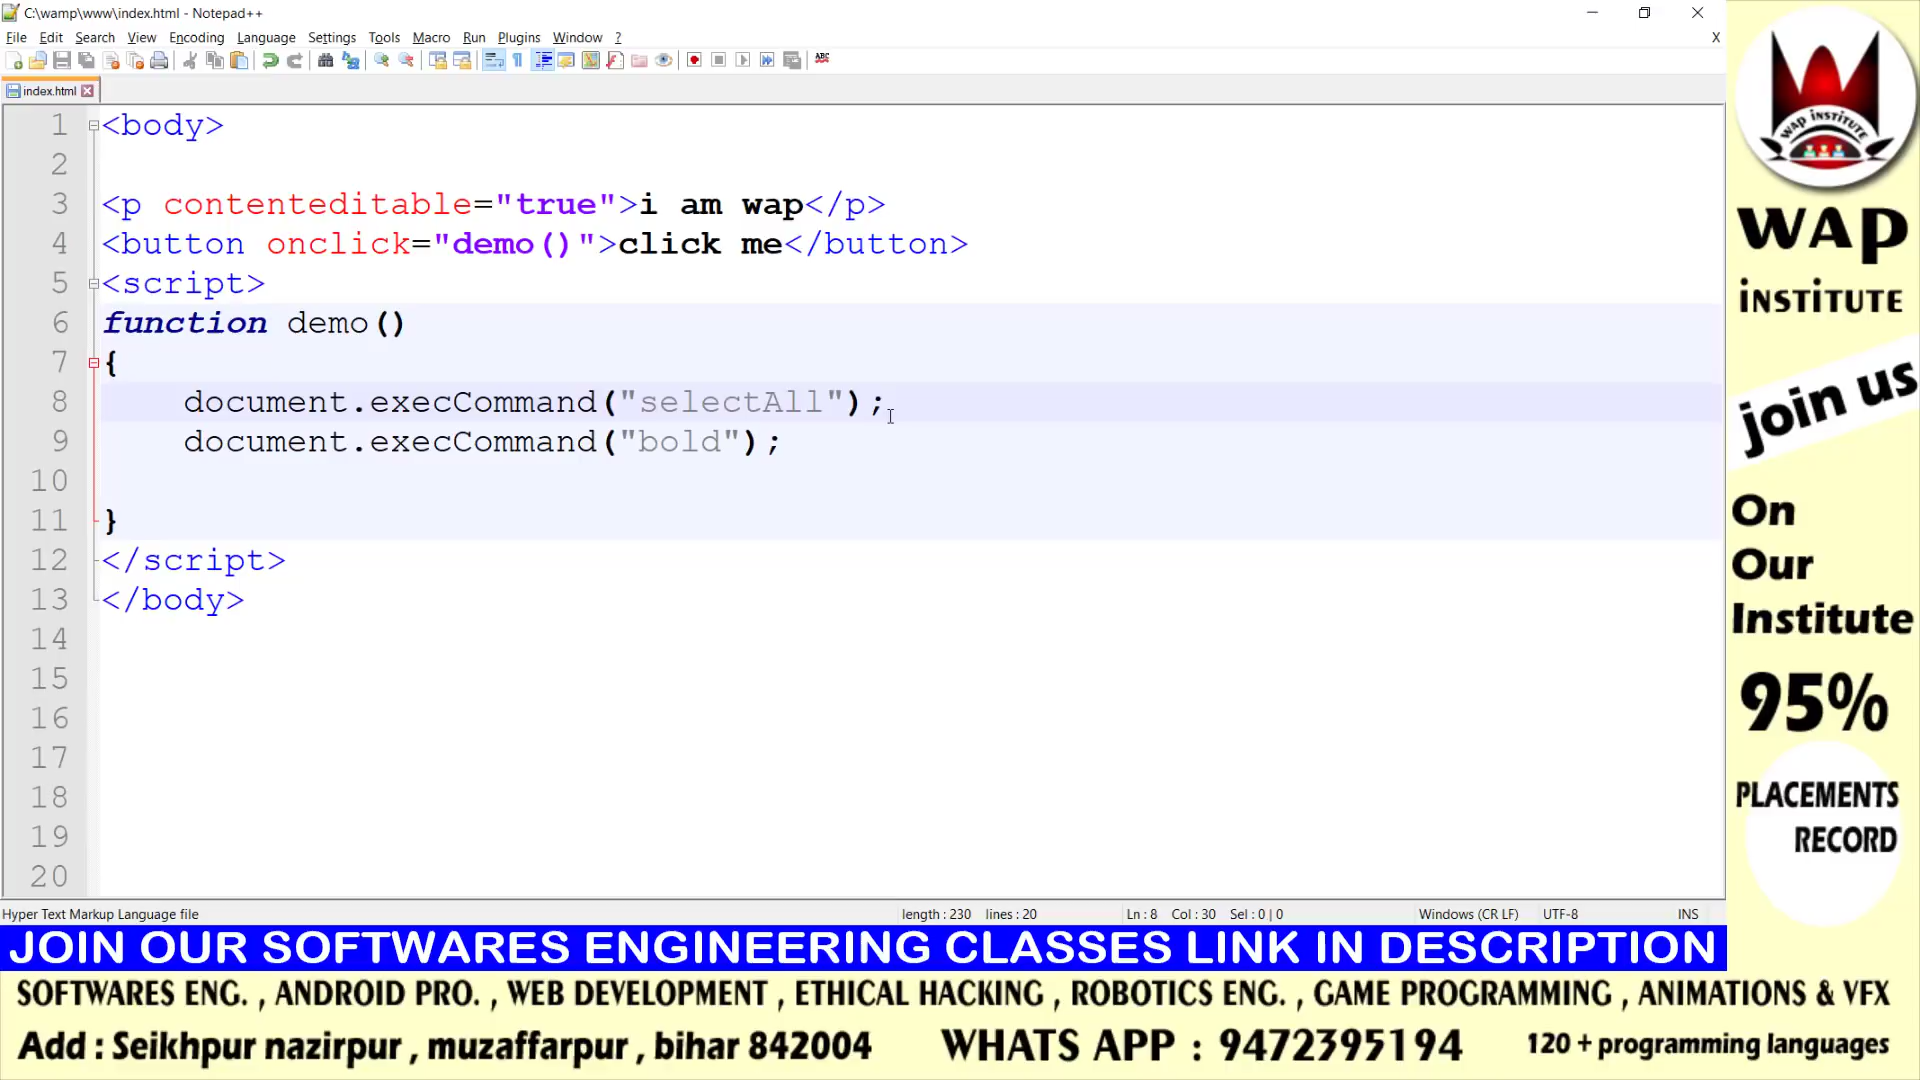 C:\wamp\www\index.html - Notepad++
File Edit Search View Encoding Language Settings Tools Macro Run Plugins Window ?
X
ABC
index.html
1 <body>
2
3 <p contenteditable="true">i am wap</p>
4 <button onclick="demo()">click me</button>
5 <script>
6 function demo()
7 {
8 document.execCommand("selectAll");
9 document.execCommand("bold");
10
11 }
12 </script>
13 </body>
14
15
16
17
18
19
20
Hyper Text Markup Language file length : 230 lines : 20 Ln : 8 Col : 30 Sel : 0 | 0 Windows (CR LF) UTF-8 INS
WAP INSTITUTE
WAP
INSTITUTE
join us
On
Our
Institute
95%
PLACEMENTS
RECORD
JOIN OUR SOFTWARES ENGINEERING CLASSES LINK IN DESCRIPTION
SOFTWARES ENG. , ANDROID PRO. , WEB DEVELOPMENT , ETHICAL HACKING , ROBOTICS ENG. , GAME PROGRAMMING , ANIMATIONS & VFX
Add : Seikhpur nazirpur , muzaffarpur , bihar 842004 WHATS APP : 9472395194 120 + programming languages